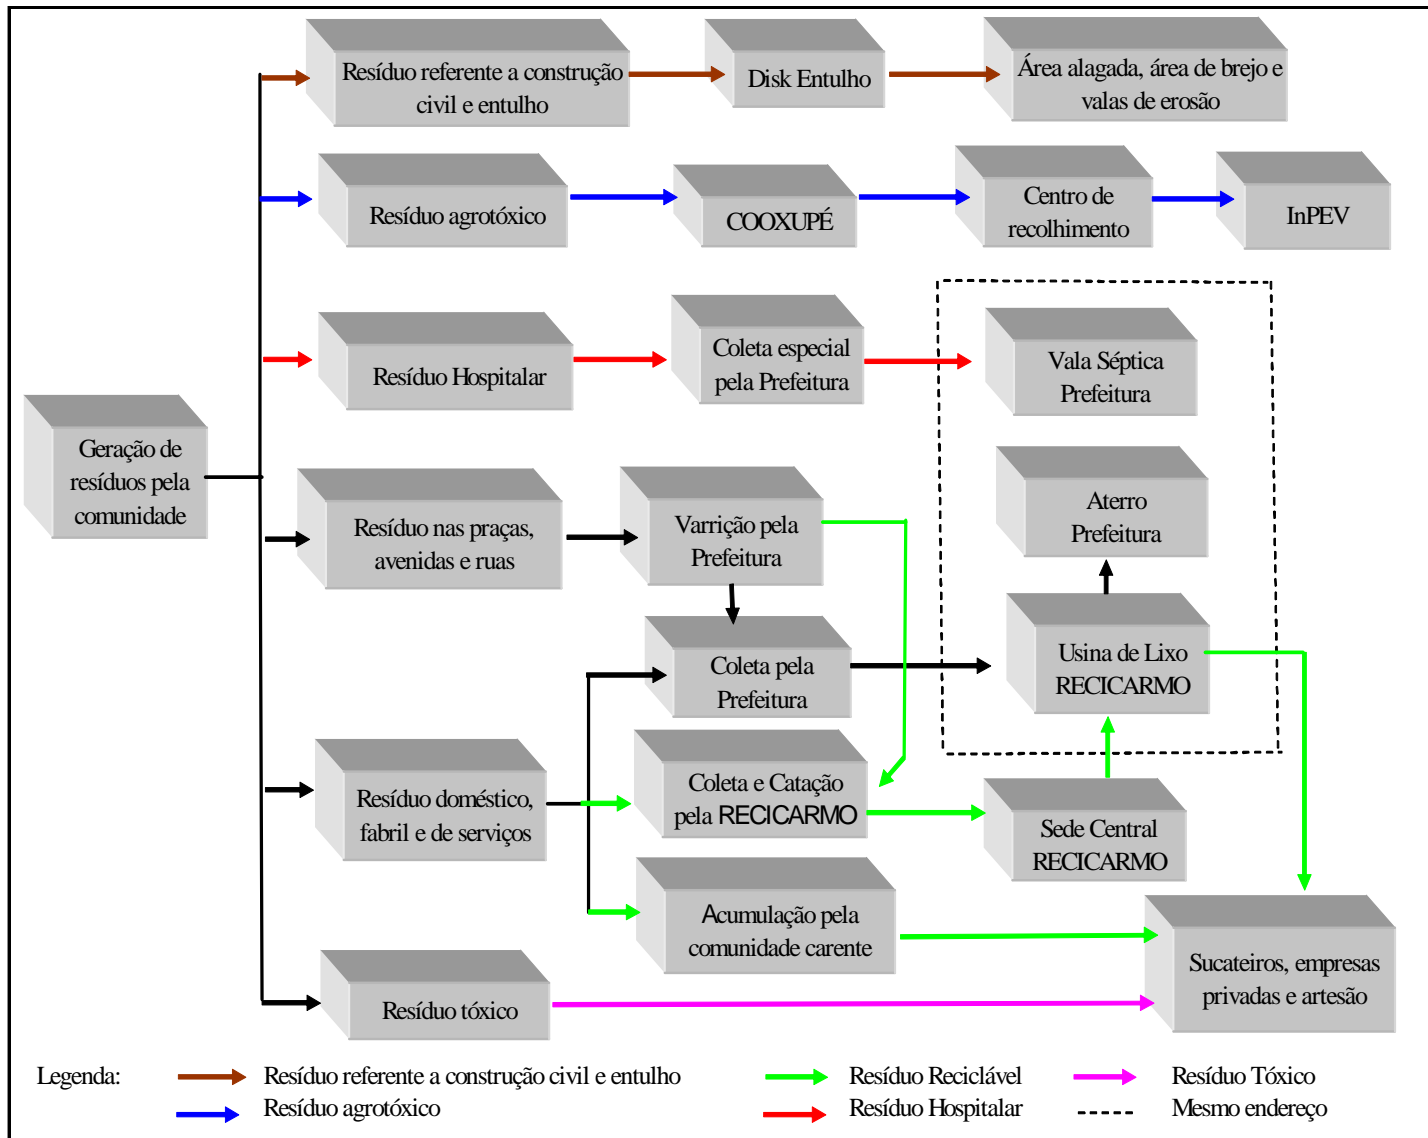 Resíduo referente a construção
civil e entulho
Disk Entulho
Área alagada, área de brejo e
valas de erosão
Resíduo agrotóxico
COOXUPÉ
Centro de
recolhimento
InPEV
Resíduo Hospitalar
Coleta especial
pela Prefeitura
Vala Séptica
Prefeitura
Geração de
resíduos pela
comunidade
Resíduo nas praças,
avenidas e ruas
Varrição pela
Prefeitura
Aterro
Prefeitura
Coleta pela
Prefeitura
Usina de Lixo
RECICARMO
Resíduo doméstico,
fabril e de serviços
Coleta e Catação
pela RECICARMO
Sede Central
RECICARMO
Acumulação pela
comunidade carente
Sucateiros, empresas
privadas e artesão
Resíduo tóxico
Legenda:
Resíduo referente a construção civil e entulho
Resíduo Reciclável
Resíduo Tóxico
Resíduo agrotóxico
Resíduo Hospitalar
Mesmo endereço